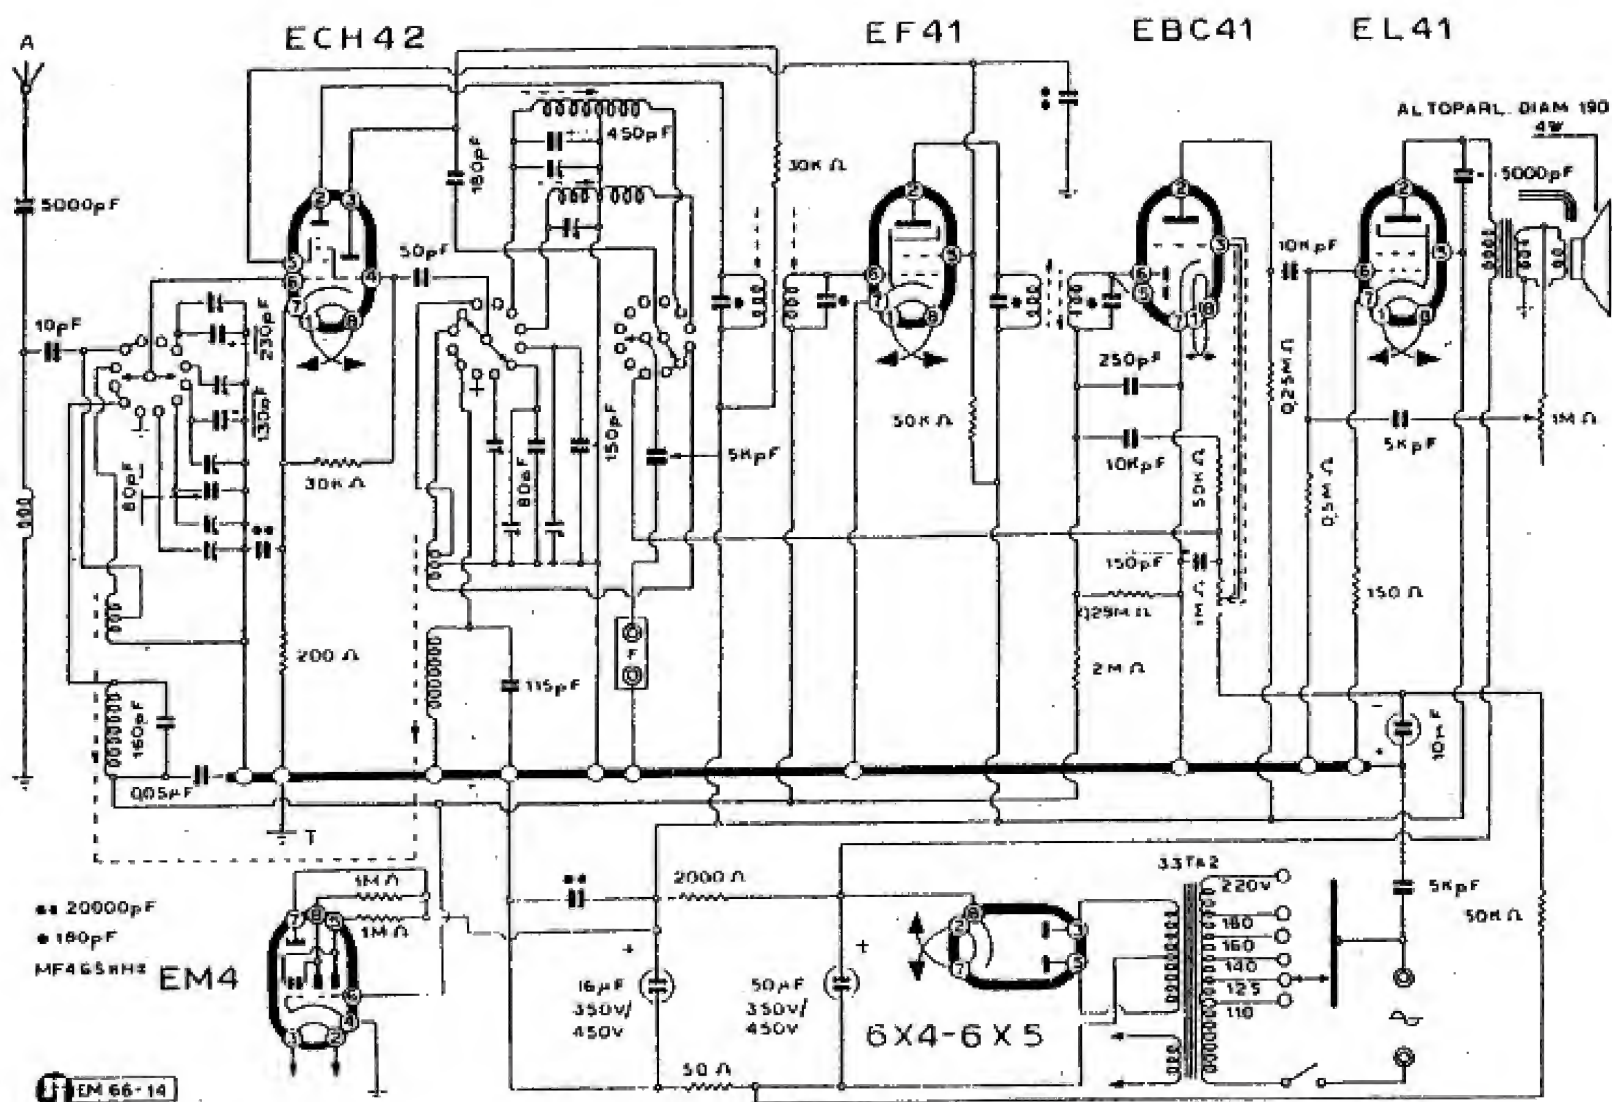 A
ECH42
EF41
EBC41
EL41
ALTOPARL. DIAM 190
4W
5000pF
180pF
450pF
30KΩ
5000pF
50pF
10KpF
10pF
230pF
130pF
80pF
30KΩ
80pF
150pF
5KpF
50KΩ
250pF
10KpF
50KΩ
0,25MΩ
5KpF
1MΩ
0,5MΩ
150pF
1MΩ
0,25MΩ
150Ω
200Ω
F
115pF
2MΩ
160pF
10µF
0,05µF
T
1MΩ
1MΩ
2000Ω
33TA2
220V
160
140
125
110
5KpF
50KΩ
•• 20000pF
• 180pF
MF465KHz
EM4
16µF
350V/
450V
50µF
350V/
450V
6X4-6X5
50Ω
EM 66-14